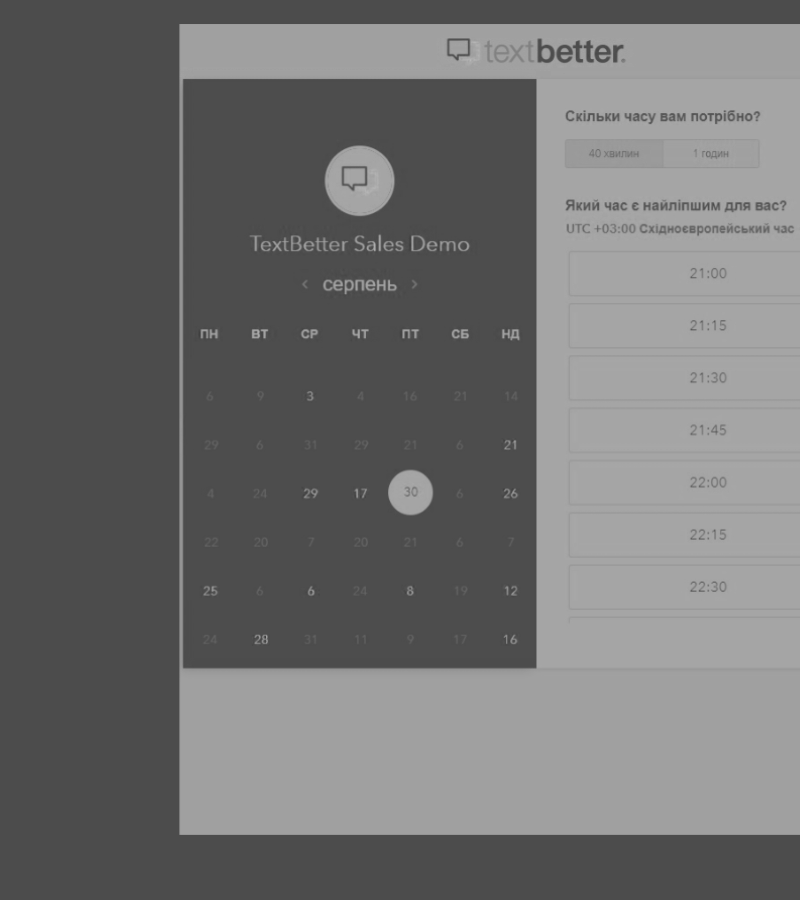 textbetter.
TextBetter Sales Demo
‹ серпень ›
ПН ВТ СР ЧТ ПТ СБ НД
6 9 3 4 16 21 14
29 6 31 29 21 6 21
4 24 29 17 30 6 26
22 20 7 20 21 6 7
25 6 6 24 8 19 12
24 28 31 11 9 17 16
Скільки часу вам потрібно?
40 хвилин 1 годин
Який час є найліпшим для вас?
UTC +03:00 Східноєвропейський час
21:00
21:15
21:30
21:45
22:00
22:15
22:30